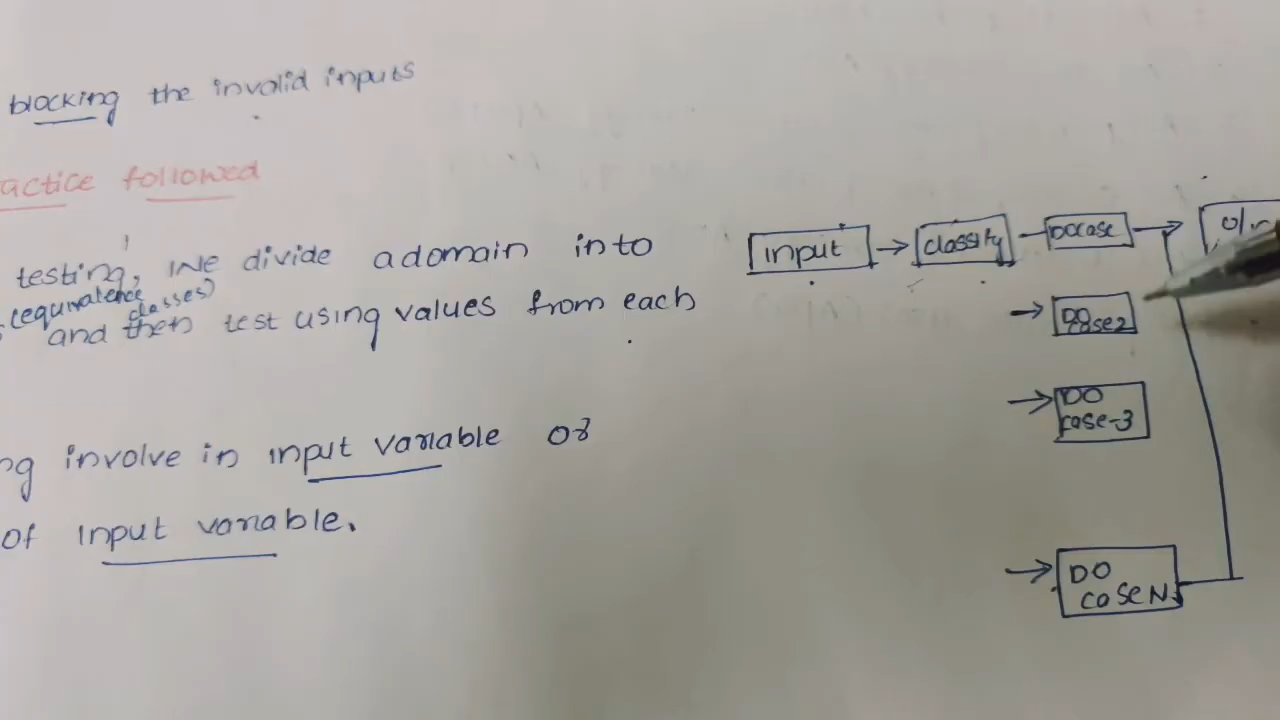 blocking the invalid inputs
actice followed
testing, we divide a domain into
(equivalence classes)
and then test using values from each
ng involve in input variable or
of input variable.
input
classify
Do case
DO case2
DO case-3
DO case N